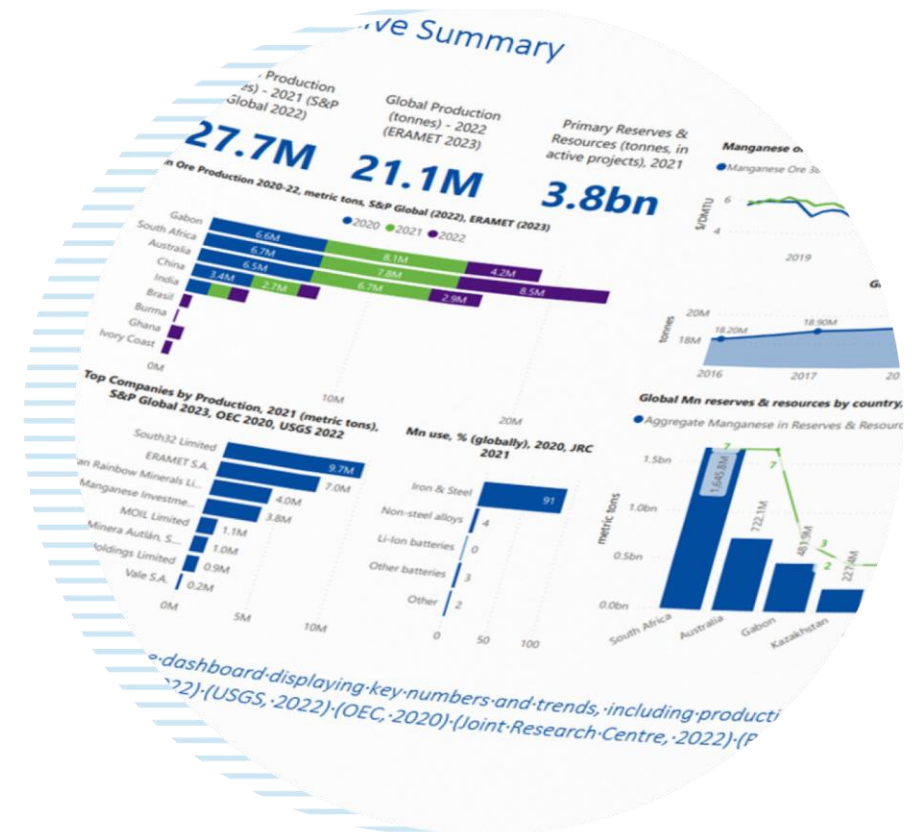 Summary
Production
- 2021 (S&P
Global 2022)
27.7M
Global Production
(tonnes) - 2022
(ERAMET 2023)
21.1M
Primary Reserves &
Resources (tonnes, in
active projects), 2021
3.8bn
Ore Production 2020-22, metric tons, S&P Global (2022), ERAMET (2023)
2020 2021 2022
Gabon
South Africa
Australia
China
India
Brasil
Burma
Ghana
Ivory Coast
6.6M 8.1M 4.2M
6.7M 7.8M 8.5M
6.5M 6.7M 2.9M
3.4M 2.7M
0M 10M 20M
Manganese
Manganese Ore
$/DMTU
6
4
2019
tonnes
20M
18M
18.20M 18.90M
2016 2017
Top Companies by Production, 2021 (metric tons),
S&P Global 2023, OEC 2020, USGS 2022
South32 Limited 9.7M
ERAMET S.A. 7.0M
Rainbow Minerals Li... 4.0M
Manganese Investme... 3.8M
MOIL Limited 1.1M
Minera Autlán, S.... 1.0M
Holdings Limited 0.9M
Vale S.A. 0.2M
0M 5M 10M
Mn use, % (globally), 2020, JRC
2021
Iron & Steel 91
Non-steel alloys 4
Li-Ion batteries 0
Other batteries 3
Other 2
0 50 100
Global Mn reserves & resources by country,
Aggregate Manganese in Reserves &
metric tons
1.5bn
1.0bn
0.5bn
0.0bn
7 7 3 2
1,645.8M 722.1M 481.9M 227.4M
South Africa Australia Gabon Kazakhstan
dashboard·displaying·key·numbers·and·trends,·including·
(USGS,·2022)·(OEC,·2020)·(Joint·Research·Centre,·2022)